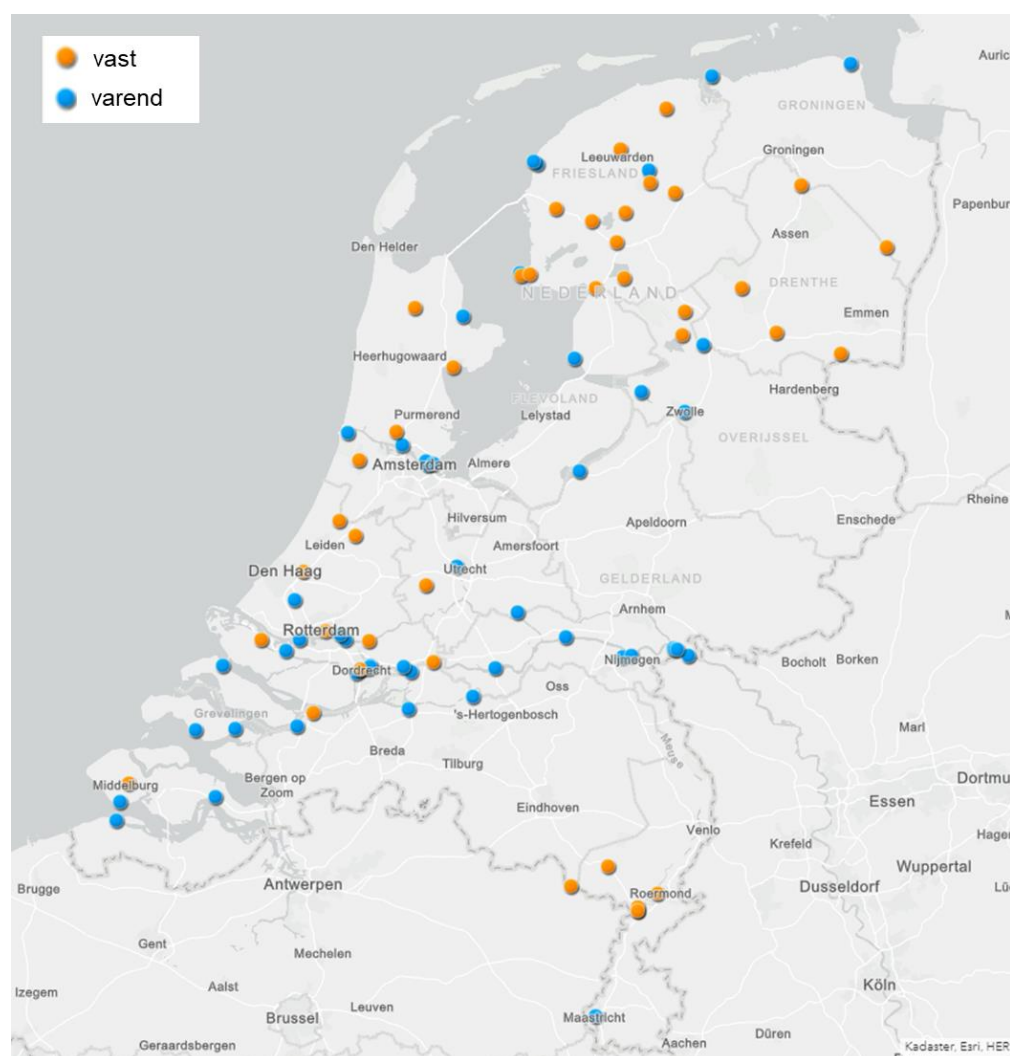 vast
varend
Auric
GRONINGEN
Groningen
Leeuwarden
FRIESLAND
Papenbur
Assen
Den Helder
DRENTHE
NEDERLAND
Emmen
Heerhugowaard
Hardenberg
FLEVOLAND
Lelystad
Purmerend
Zwolle
OVERIJSSEL
Amsterdam
Almere
Rheine
Hilversum
Apeldoorn
Enschede
Leiden
Amersfoort
Den Haag
Utrecht
GELDERLAND
Arnhem
Rotterdam
Nijmegen
Bocholt
Borken
Dordrecht
Oss
Grevelingen
's-Hertogenbosch
Marl
Breda
Tilburg
Meuse
Middelburg
Bergen op
Zoom
Dortmu
Essen
Eindhoven
Venlo
Krefeld
Hager
Wuppertal
Brugge
Antwerpen
Roermond
Dusseldorf
Lü
Gent
Mechelen
Izegem
Aalst
Köln
Leuven
Brussel
Maastricht
Düren
Geraardsbergen
Aachen
Kadaster, Esri, HER